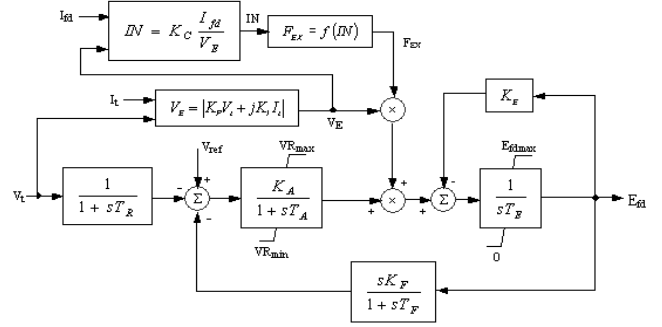 I_fd
IN = K_C I_fd / V_E
IN
F_EX = f(IN)
F_EX
I_t
V_E = |K_P V_t + jK_I I_t|
V_E
×
K_E
V_ref
VR_max
E_fdmax
V_t
1 / (1 + sT_R)
-
+
-
Σ
K_A / (1 + sT_A)
+
+
×
+
-
Σ
1 / sT_E
E_fd
VR_min
0
sK_F / (1 + sT_F)